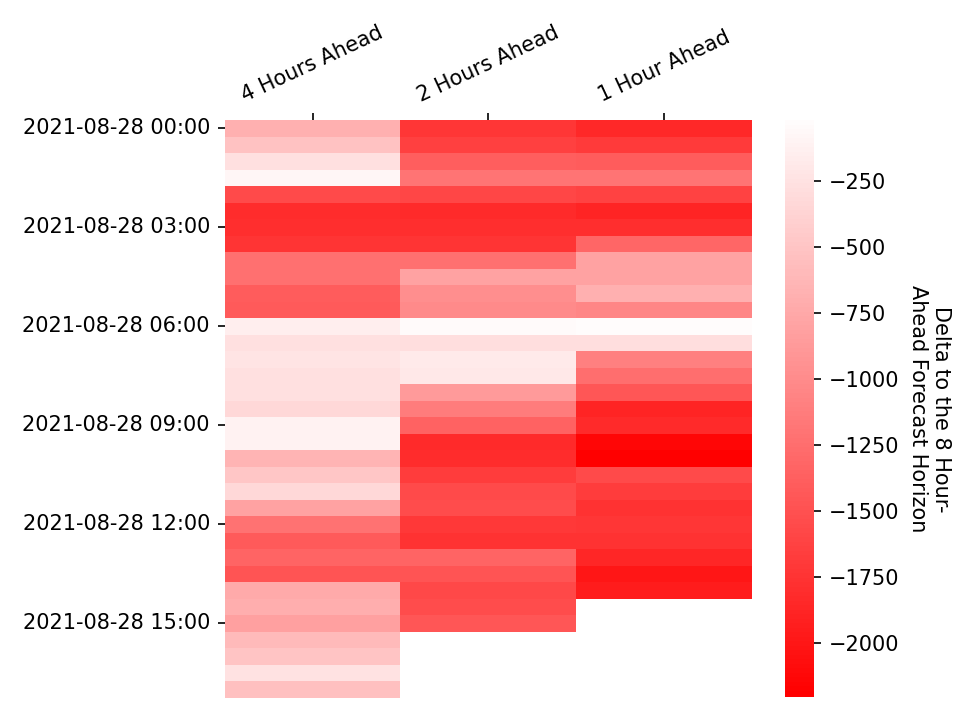 4 Hours Ahead
2 Hours Ahead
1 Hour Ahead
2021-08-28 00:00
2021-08-28 03:00
2021-08-28 06:00
2021-08-28 09:00
2021-08-28 12:00
2021-08-28 15:00
−250
−500
−750
−1000
−1250
−1500
−1750
−2000
Delta to the 8 Hour-
Ahead Forecast Horizon